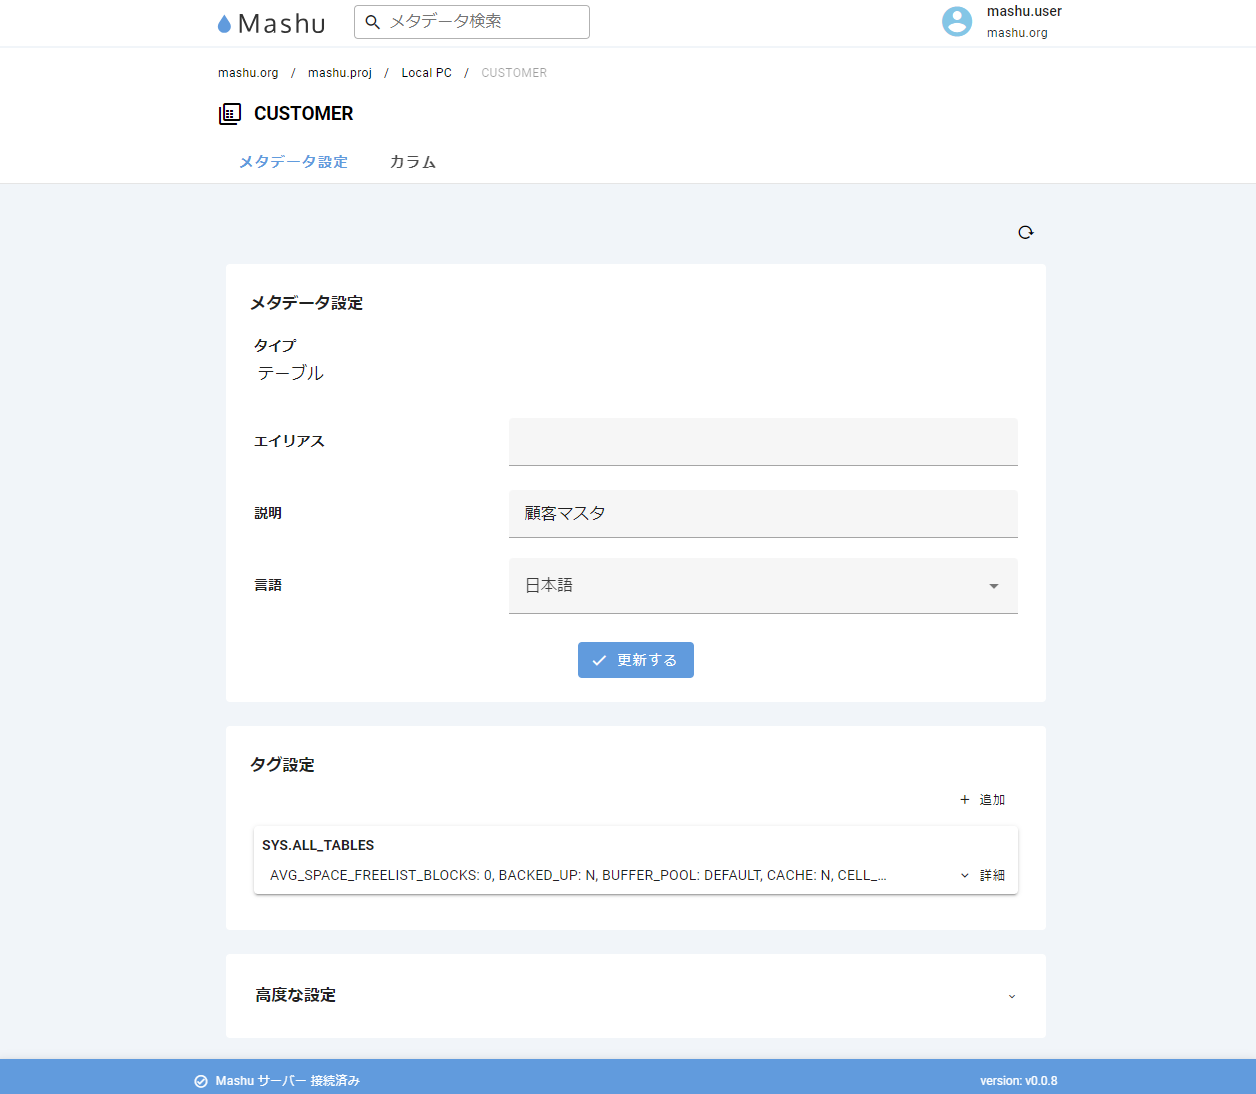 Mashu
メタデータ検索
mashu.user
mashu.org
mashu.org / mashu.proj / Local PC / CUSTOMER
CUSTOMER
メタデータ設定 カラム
メタデータ設定
タイプ
テーブル
エイリアス
説明 顧客マスタ
言語 日本語
更新する
タグ設定
+ 追加
SYS.ALL_TABLES
AVG_SPACE_FREELIST_BLOCKS: 0, BACKED_UP: N, BUFFER_POOL: DEFAULT, CACHE: N, CELL_... 詳細
高度な設定
Mashu サーバー 接続済み version: v0.0.8